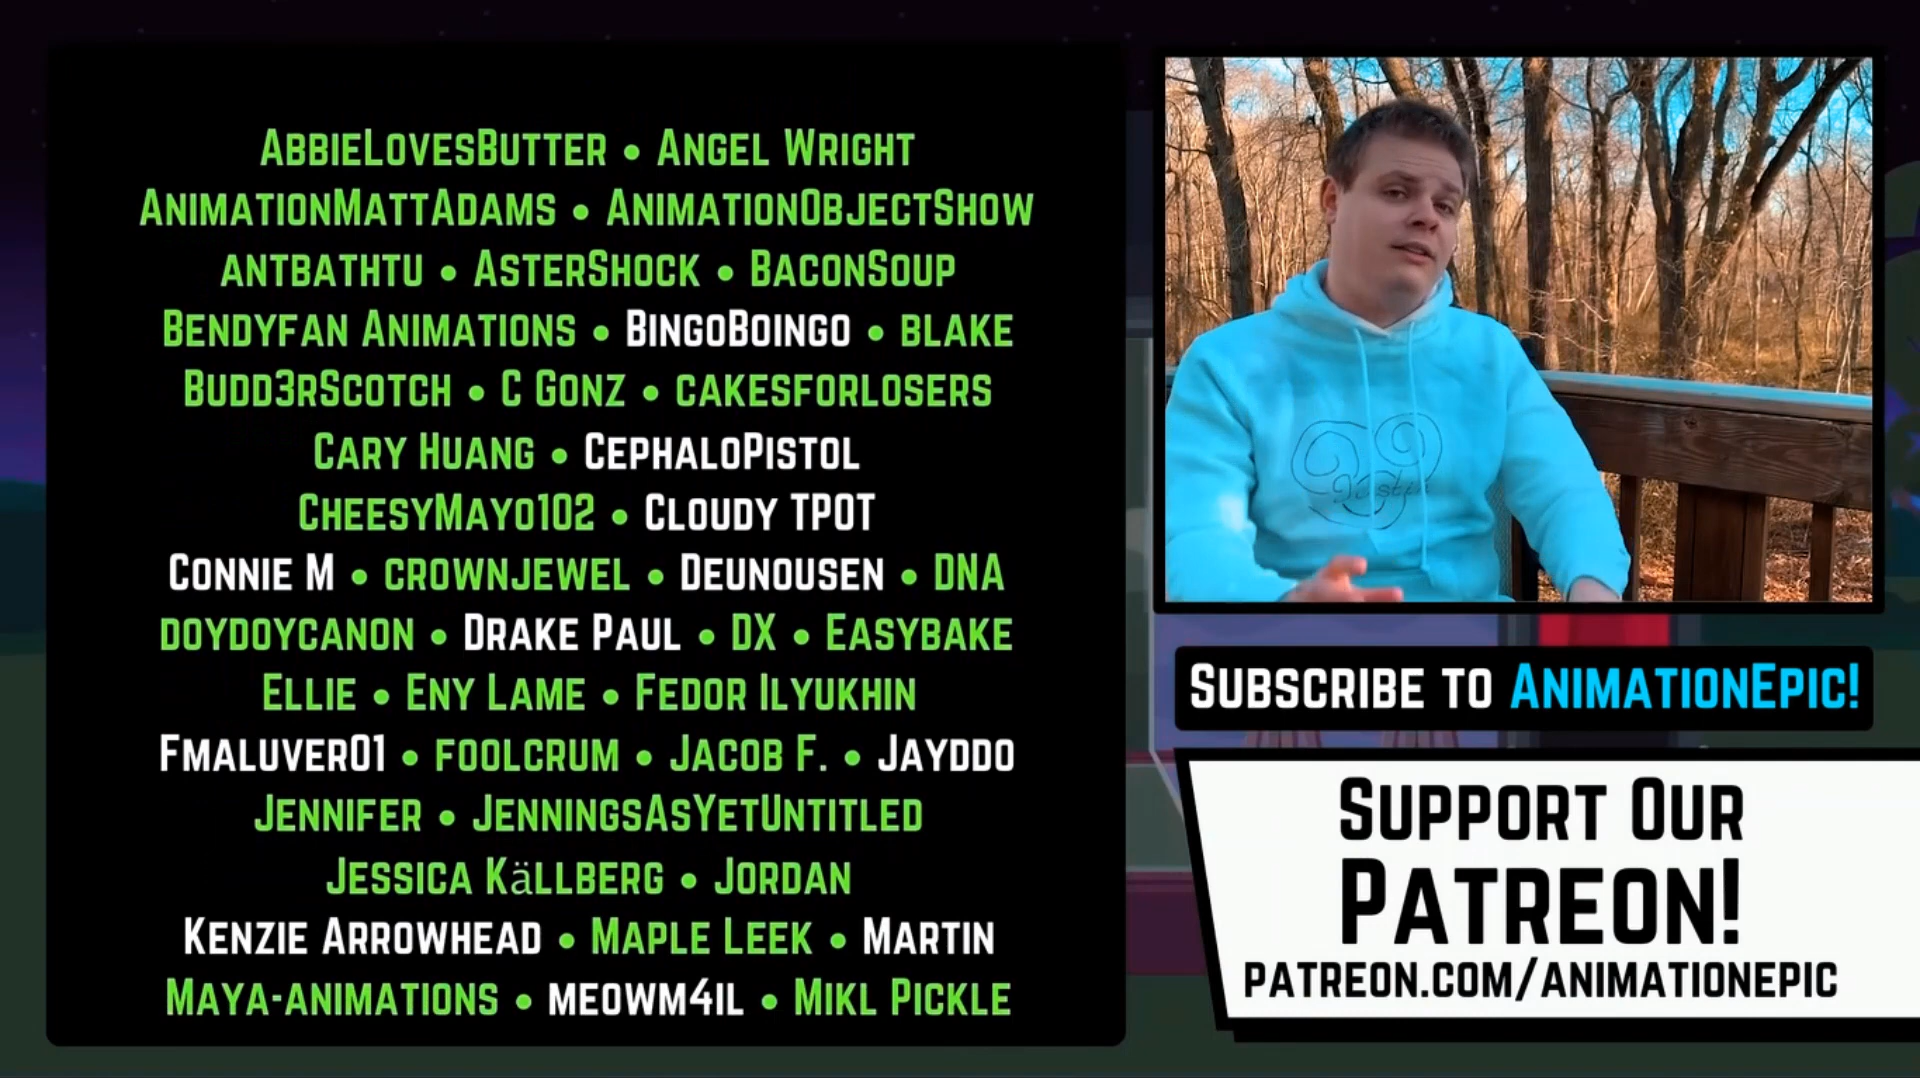 AbbieLovesButter • Angel Wright
AnimationMattAdams • AnimationObjectShow
antbathtu • AsterShock • BaconSoup
Bendyfan Animations • BingoBoingo • blake
Budd3rScotch • C Gonz • cakesforlosers
Cary Huang • CephaloPistol
CheesyMayo102 • Cloudy TPOT
Connie M • crownjewel • Deunousen • DNA
doydoycanon • Drake Paul • DX • Easybake
Ellie • Eny Lame • Fedor Ilyukhin
Fmaluver01 • foolcrum • Jacob F. • Jayddo
Jennifer • JenningsAsYetUntitled
Jessica Källberg • Jordan
Kenzie Arrowhead • Maple Leek • Martin
Maya-animations • meowm4il • Mikl Pickle
Subscribe to AnimationEpic!
Support Our
Patreon!
patreon.com/animationepic